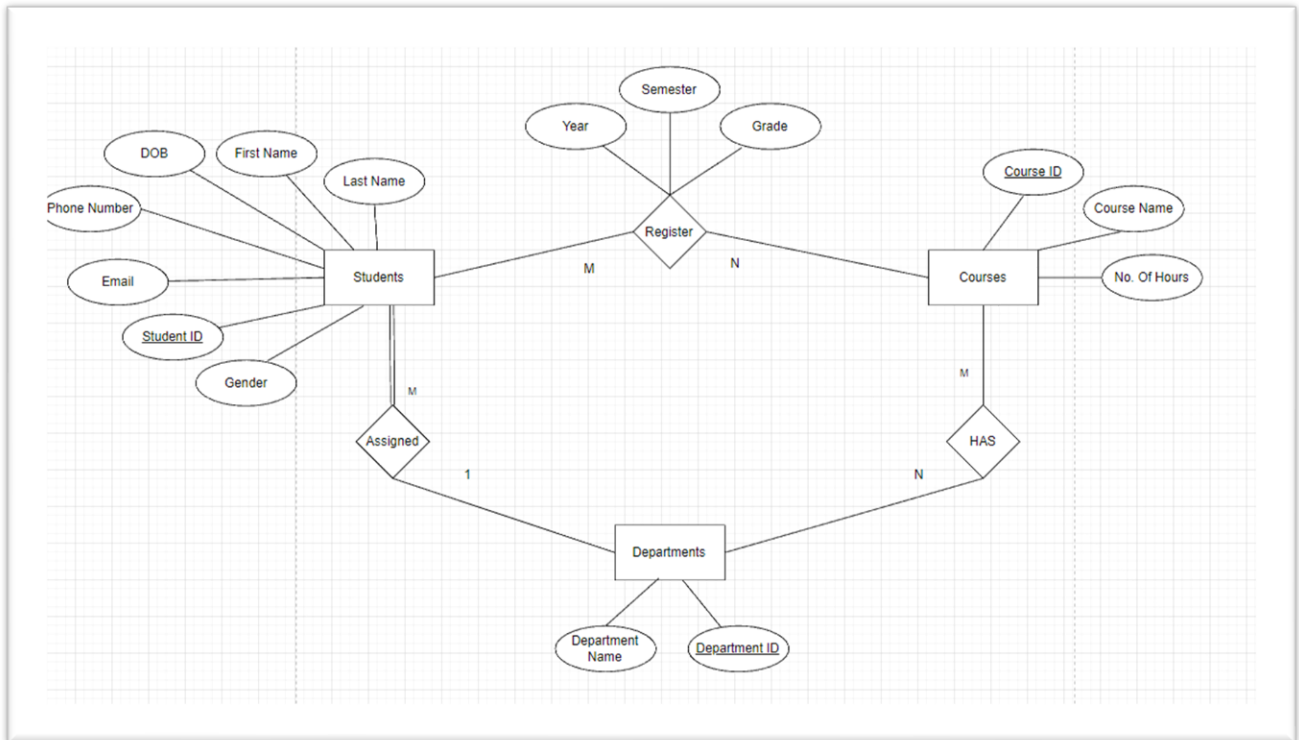 Semester
Year
Grade
DOB
First Name
Last Name
Phone Number
Email
Student ID
Gender
Students
Register
M
N
Course ID
Course Name
No. Of Hours
Courses
M
Assigned
1
M
HAS
N
Departments
Department
Name
Department ID